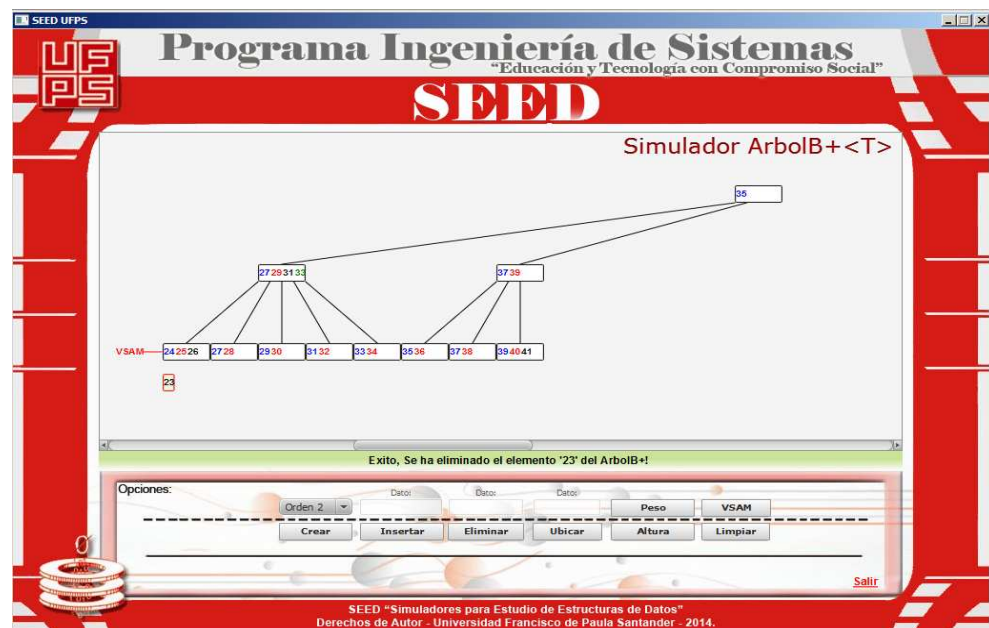 SEED UFPS
UFPS
Programa Ingeniería de Sistemas
“Educación y Tecnología con Compromiso Social”
SEED
Simulador ArbolB+<T>
35
27 29 31 33
37 39
VSAM 24 25 26 27 28 29 30 31 32 33 34 35 36 37 38 39 40 41
23
Exito, Se ha eliminado el elemento '23' del ArbolB+!
Opciones:
Dato: Dato: Dato:
Orden 2 Peso VSAM
Crear Insertar Eliminar Ubicar Altura Limpiar
Salir
SEED “Simuladores para Estudio de Estructuras de Datos”
Derechos de Autor - Universidad Francisco de Paula Santander - 2014.